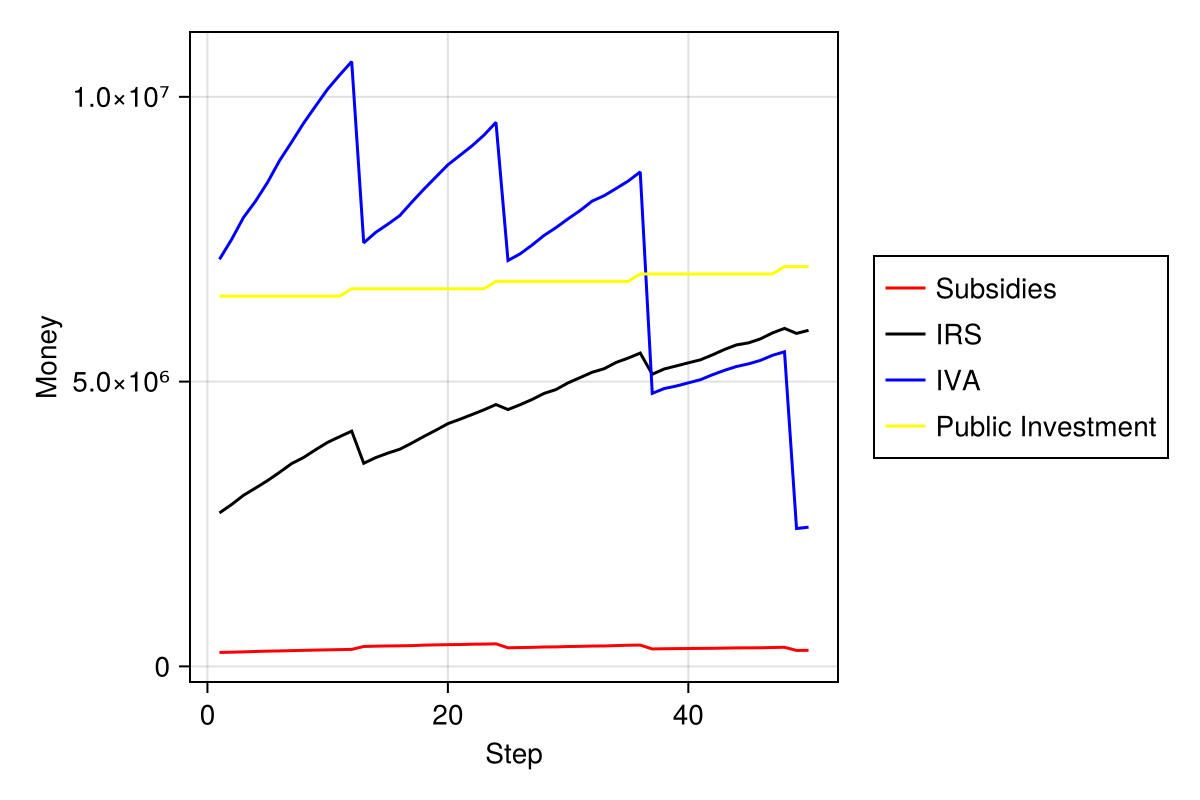 1.0×10⁷
5.0×10⁶
0
Money
0 20 40
Step
Subsidies
IRS
IVA
Public Investment